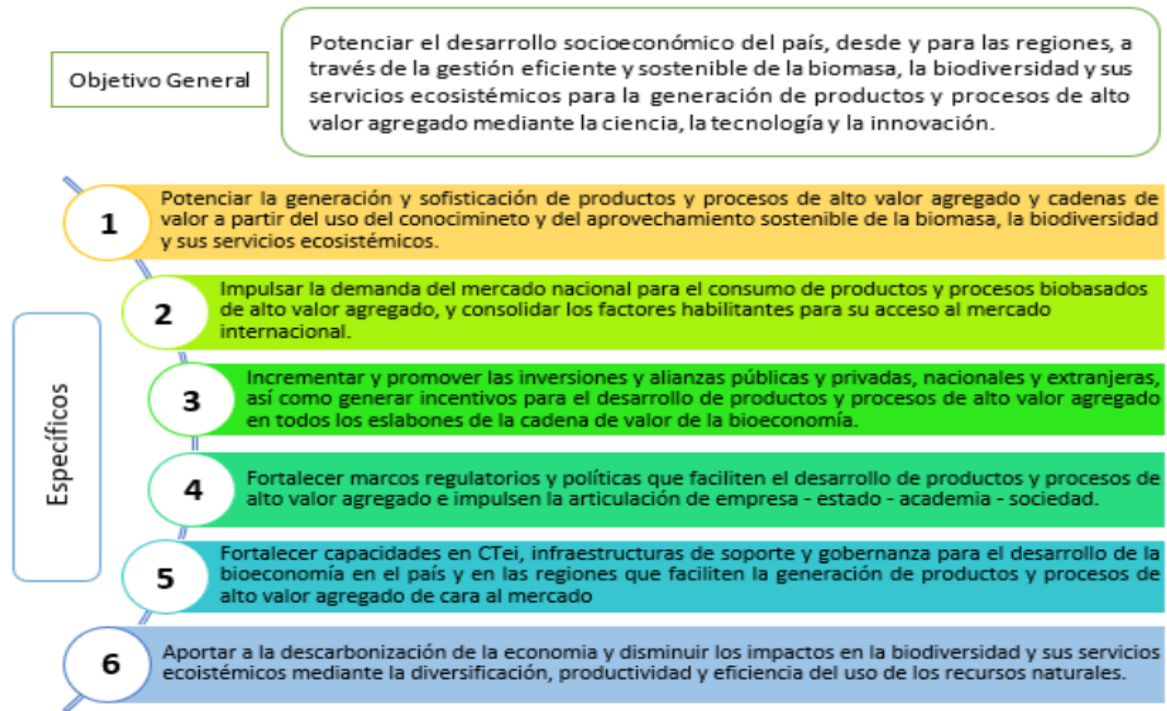 Objetivo General
Potenciar el desarrollo socioeconómico del país, desde y para las regiones, a
través de la gestión eficiente y sostenible de la biomasa, la biodiversidad y sus
servicios ecosistémicos para la generación de productos y procesos de alto
valor agregado mediante la ciencia, la tecnología y la innovación.
Específicos
1
Potenciar la generación y sofisticación de productos y procesos de alto valor agregado y cadenas de
valor a partir del uso del conocimineto y del aprovechamiento sostenible de la biomasa, la biodiversidad
y sus servicios ecosistémicos.
2
Impulsar la demanda del mercado nacional para el consumo de productos y procesos biobasados
de alto valor agregado, y consolidar los factores habilitantes para su acceso al mercado
internacional.
3
Incrementar y promover las inversiones y alianzas públicas y privadas, nacionales y extranjeras,
así como generar incentivos para el desarrollo de productos y procesos de alto valor agregado
en todos los eslabones de la cadena de valor de la bioeconomía.
4
Fortalecer marcos regulatorios y políticas que faciliten el desarrollo de productos y procesos de
alto valor agregado e impulsen la articulación de empresa - estado - academia - sociedad.
5
Fortalecer capacidades en CTei, infraestructuras de soporte y gobernanza para el desarrollo de la
bioeconomía en el país y en las regiones que faciliten la generación de productos y procesos de
alto valor agregado de cara al mercado
6
Aportar a la descarbonización de la economia y disminuir los impactos en la biodiversidad y sus servicios
ecoistémicos mediante la diversificación, productividad y eficiencia del uso de los recursos naturales.